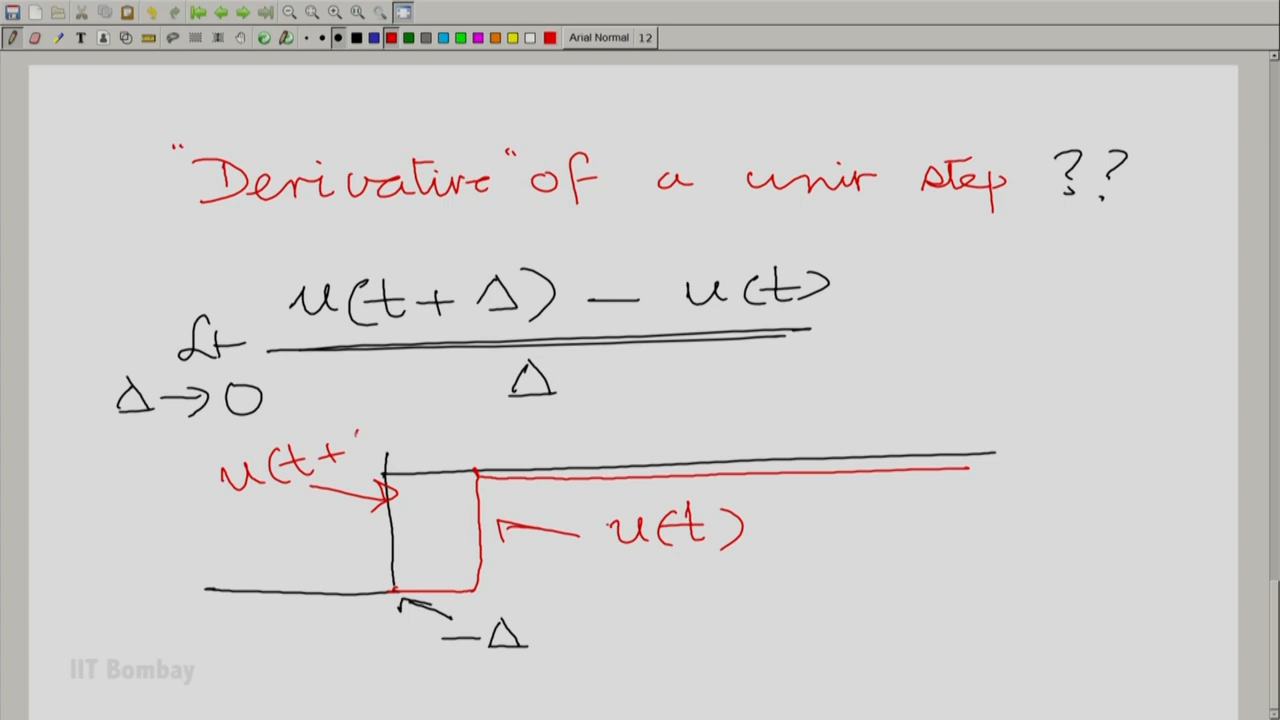 Arial Normal 12
"Derivative" of a unit step ??
u(t + Δ) - u(t)
Lt
Δ → 0
Δ
u(t +
u(t)
-Δ
IIT Bombay